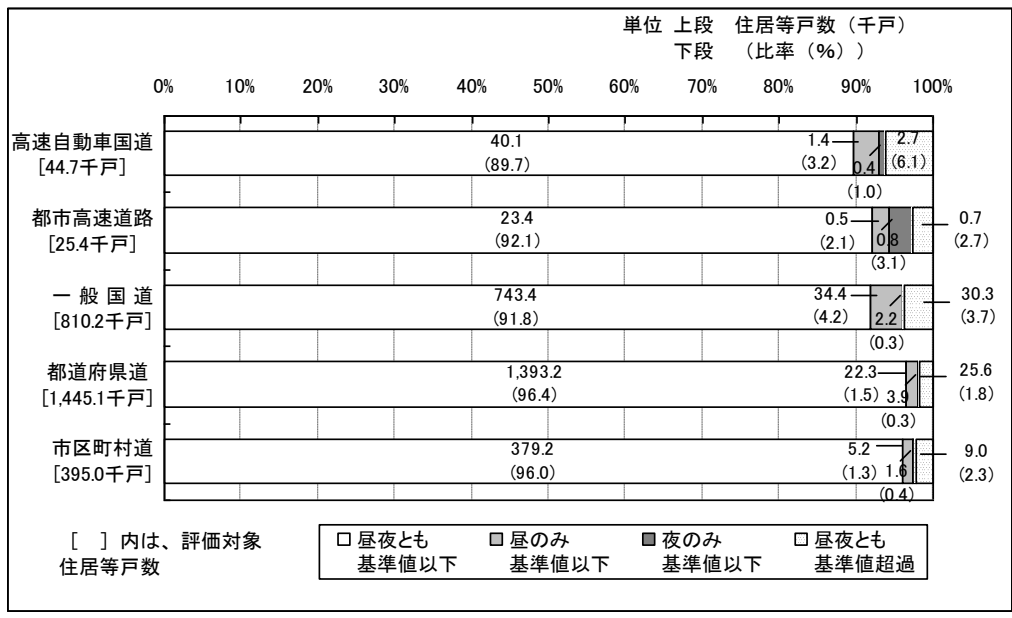 単位 上段 住居等戸数（千戸）
下段 （比率（%））
0% 10% 20% 30% 40% 50% 60% 70% 80% 90% 100%
高速自動車国道
[44.7千戸]
40.1
(89.7)
1.4
(3.2)
0.4
(1.0)
2.7
(6.1)
都市高速道路
[25.4千戸]
23.4
(92.1)
0.5
(2.1)
0.8
(3.1)
0.7
(2.7)
一般国道
[810.2千戸]
743.4
(91.8)
34.4
(4.2)
2.2
(0.3)
30.3
(3.7)
都道府県道
[1,445.1千戸]
1,393.2
(96.4)
22.3
(1.5)
3.9
(0.3)
25.6
(1.8)
市区町村道
[395.0千戸]
379.2
(96.0)
5.2
(1.3)
1.6
(0.4)
9.0
(2.3)
[ ] 内は、評価対象
住居等戸数
昼夜とも
基準値以下
昼のみ
基準値以下
夜のみ
基準値以下
昼夜とも
基準値超過